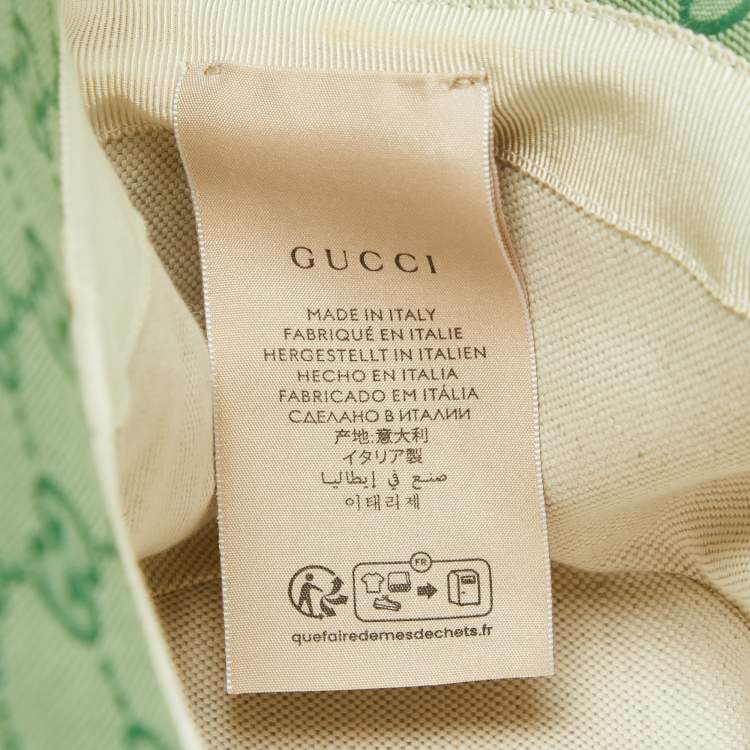 GUCCI
MADE IN ITALY
FABRIQUÉ EN ITALIE
HERGESTELLT IN ITALIEN
HECHO EN ITALIA
FABRICADO EM ITÁLIA
СДЕЛАНО В ИТАЛИИ
产地:意大利
イタリア製
صنع في إيطاليا
이태리제
FR
quefairedemesdechets.fr